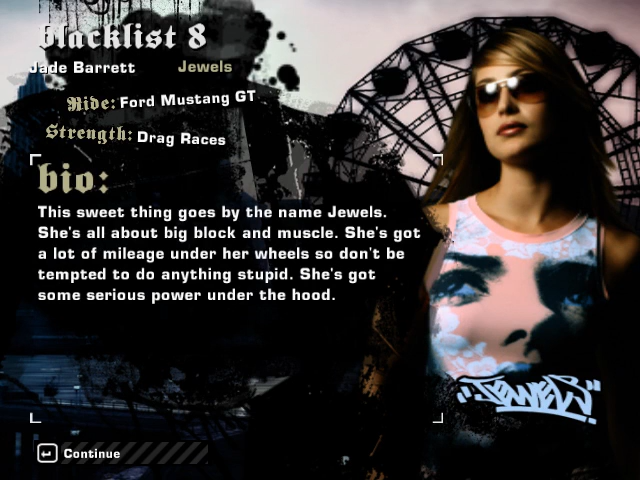 blacklist 8
Jade Barrett Jewels
Ride: Ford Mustang GT
Strength: Drag Races
bio:
This sweet thing goes by the name Jewels.
She's all about big block and muscle. She's got
a lot of mileage under her wheels so don't be
tempted to do anything stupid. She's got
some serious power under the hood.
"JEWELS"
Continue